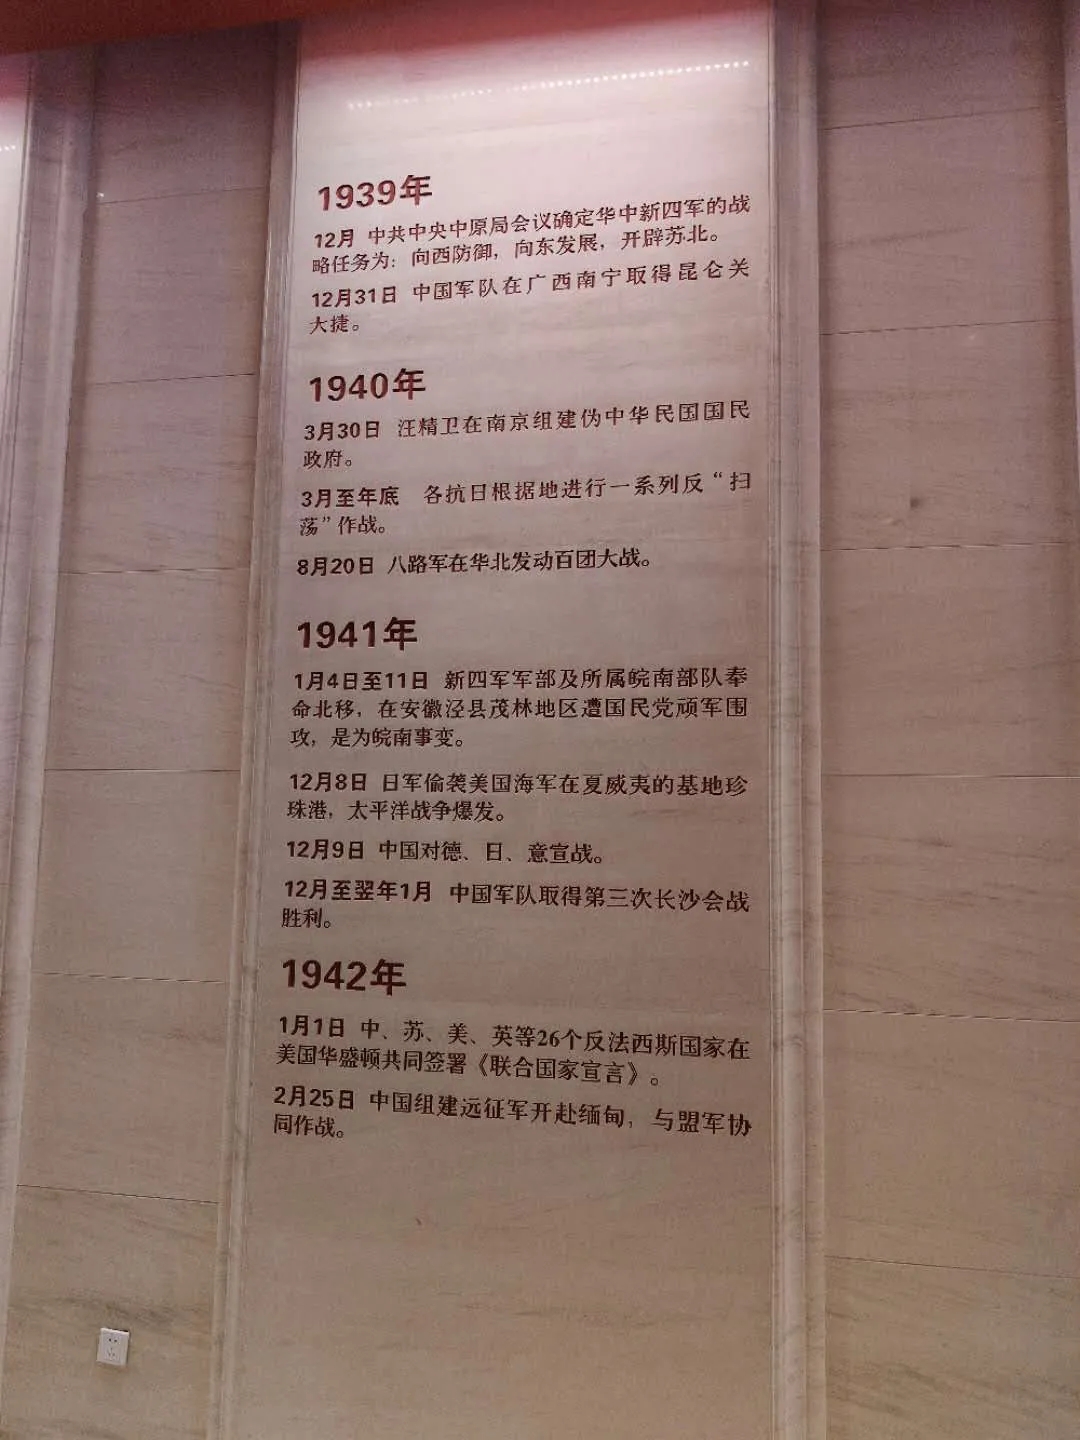 1939年
12月 中共中央中原局会议确定华中新四军的战
略任务为：向西防御，向东发展，开辟苏北。
12月31日 中国军队在广西南宁取得昆仑关
大捷。
1940年
3月30日 汪精卫在南京组建伪中华民国国民
政府。
3月至年底 各抗日根据地进行一系列反“扫
荡”作战。
8月20日 八路军在华北发动百团大战。
1941年
1月4日至11日 新四军军部及所属皖南部队奉
命北移，在安徽泾县茂林地区遭国民党顽军围
攻，是为皖南事变。
12月8日 日军偷袭美国海军在夏威夷的基地珍
珠港，太平洋战争爆发。
12月9日 中国对德、日、意宣战。
12月至翌年1月 中国军队取得第三次长沙会战
胜利。
1942年
1月1日 中、苏、美、英等26个反法西斯国家在
美国华盛顿共同签署《联合国家宣言》。
2月25日 中国组建远征军开赴缅甸，与盟军协
同作战。